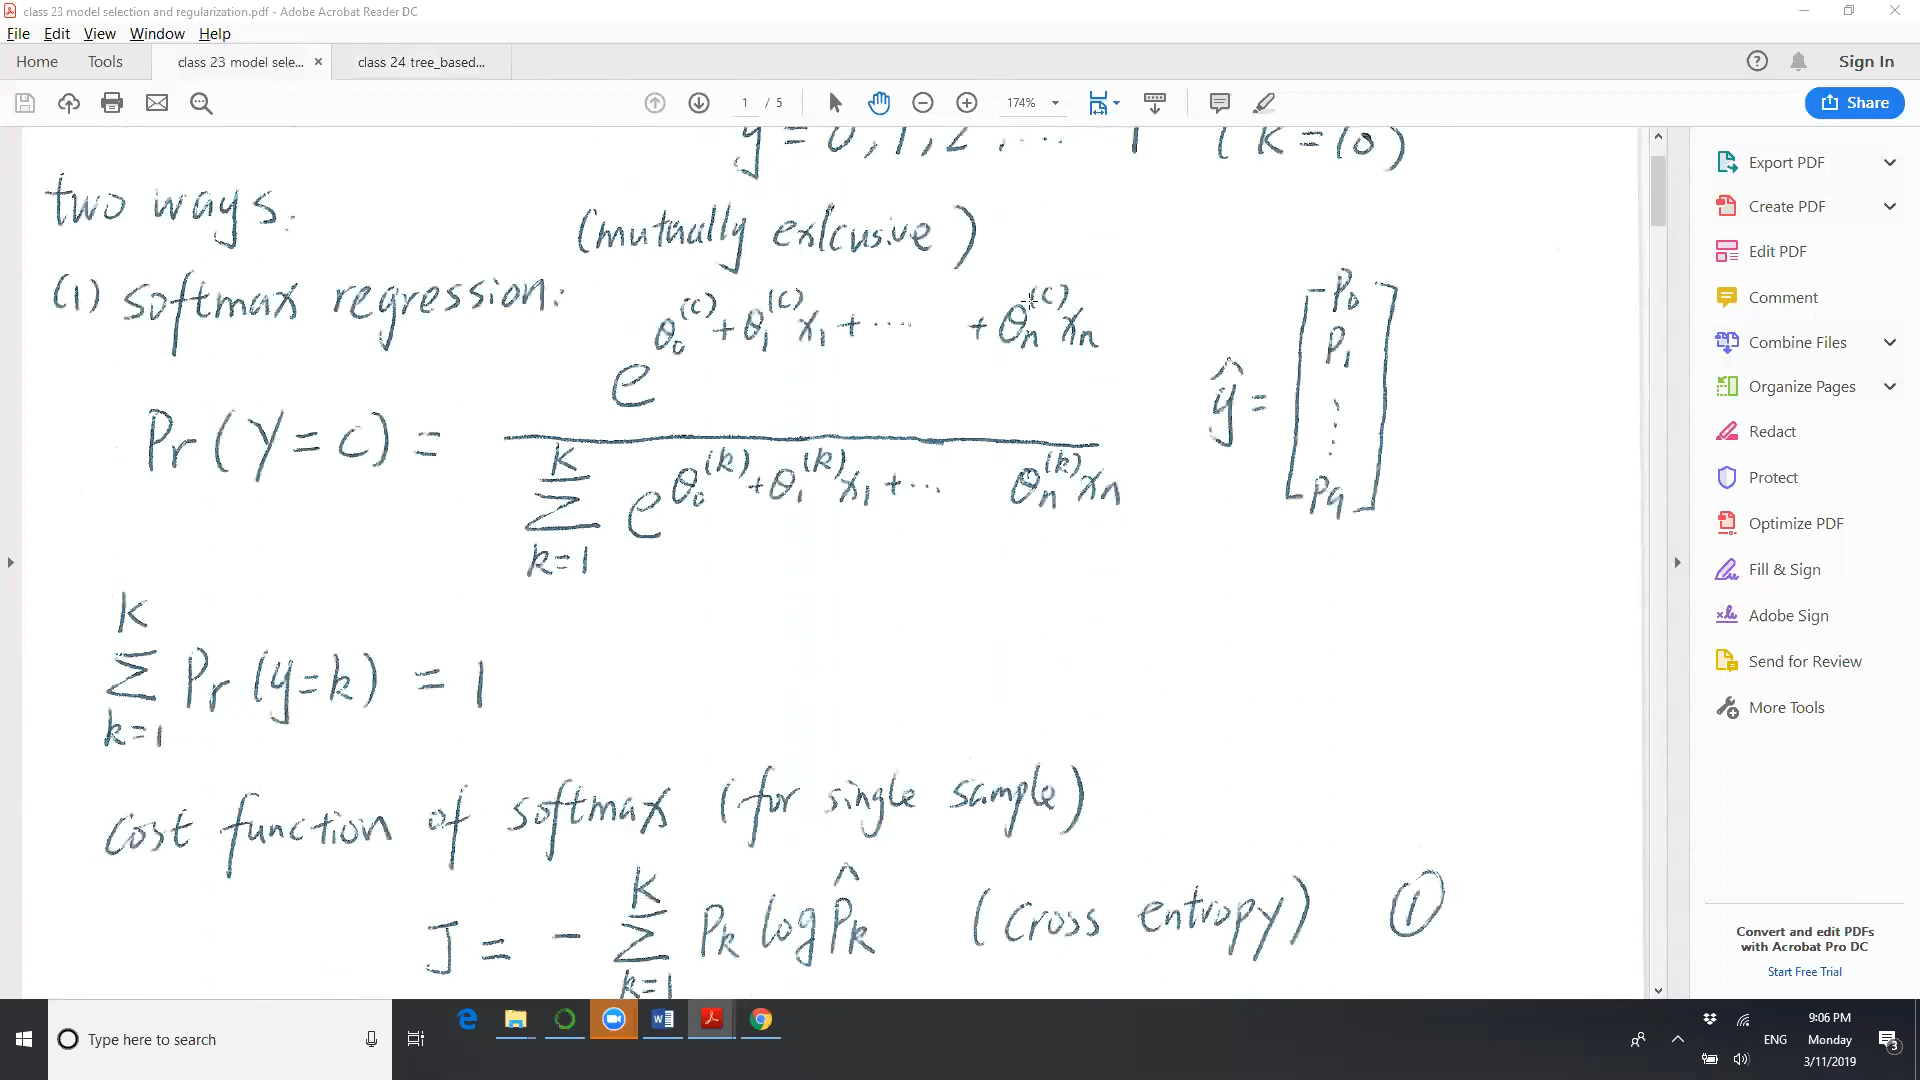 class 23 model selection and regularization.pdf - Adobe Acrobat Reader DC
File Edit View Window Help
Home Tools class 23 model sele... × class 24 tree_based... Sign In
1 / 5 174% Share
y = 0, 1, 2, .... (K=10)
two ways.
(mutually exlcusive)
(1) softmax regression:
Pr(Y=c) = e^{θ₀^{(c)} + θ₁^{(c)}x₁ + .... + θₙ^{(c)}xₙ} / Σ_{k=1}^{K} e^{θ₀^{(k)} + θ₁^{(k)}x₁ + ... θₙ^{(k)}xₙ}
ŷ = [P₀ P₁ ⋮ P₉]
Σ_{k=1}^{K} Pr(y=k) = 1
Cost function of softmax (for single sample)
J = - Σ_{k=1}^{K} Pk log P̂k (Cross entropy) ①
Export PDF
Create PDF
Edit PDF
Comment
Combine Files
Organize Pages
Redact
Protect
Optimize PDF
Fill & Sign
Adobe Sign
Send for Review
More Tools
Convert and edit PDFs
with Acrobat Pro DC
Start Free Trial
Type here to search
ENG
9:06 PM
Monday
3/11/2019
3